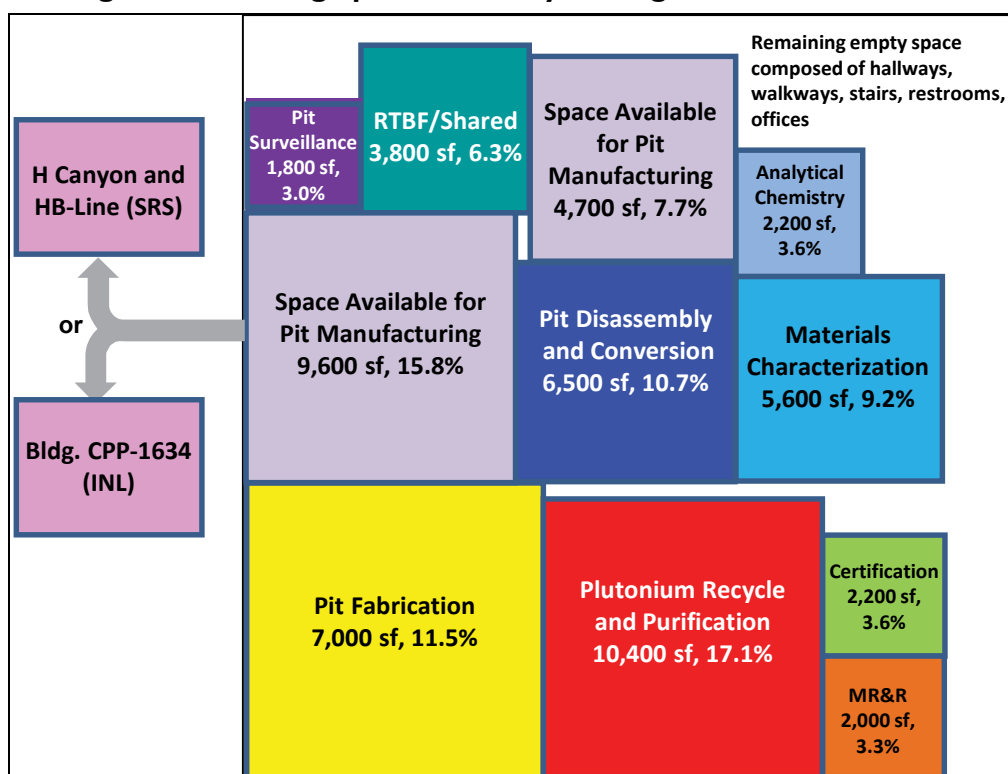 Pit
Surveillance
1,800 sf,
3.0%
RTBF/Shared
3,800 sf, 6.3%
Space Available
for Pit
Manufacturing
4,700 sf, 7.7%
Remaining empty space
composed of hallways,
walkways, stairs, restrooms,
offices
Analytical
Chemistry
2,200 sf,
3.6%
H Canyon and
HB-Line (SRS)
or
Bldg. CPP-1634
(INL)
Space Available for
Pit Manufacturing
9,600 sf, 15.8%
Pit Disassembly
and Conversion
6,500 sf, 10.7%
Materials
Characterization
5,600 sf, 9.2%
Pit Fabrication
7,000 sf, 11.5%
Plutonium Recycle
and Purification
10,400 sf, 17.1%
Certification
2,200 sf,
3.6%
MR&R
2,000 sf,
3.3%